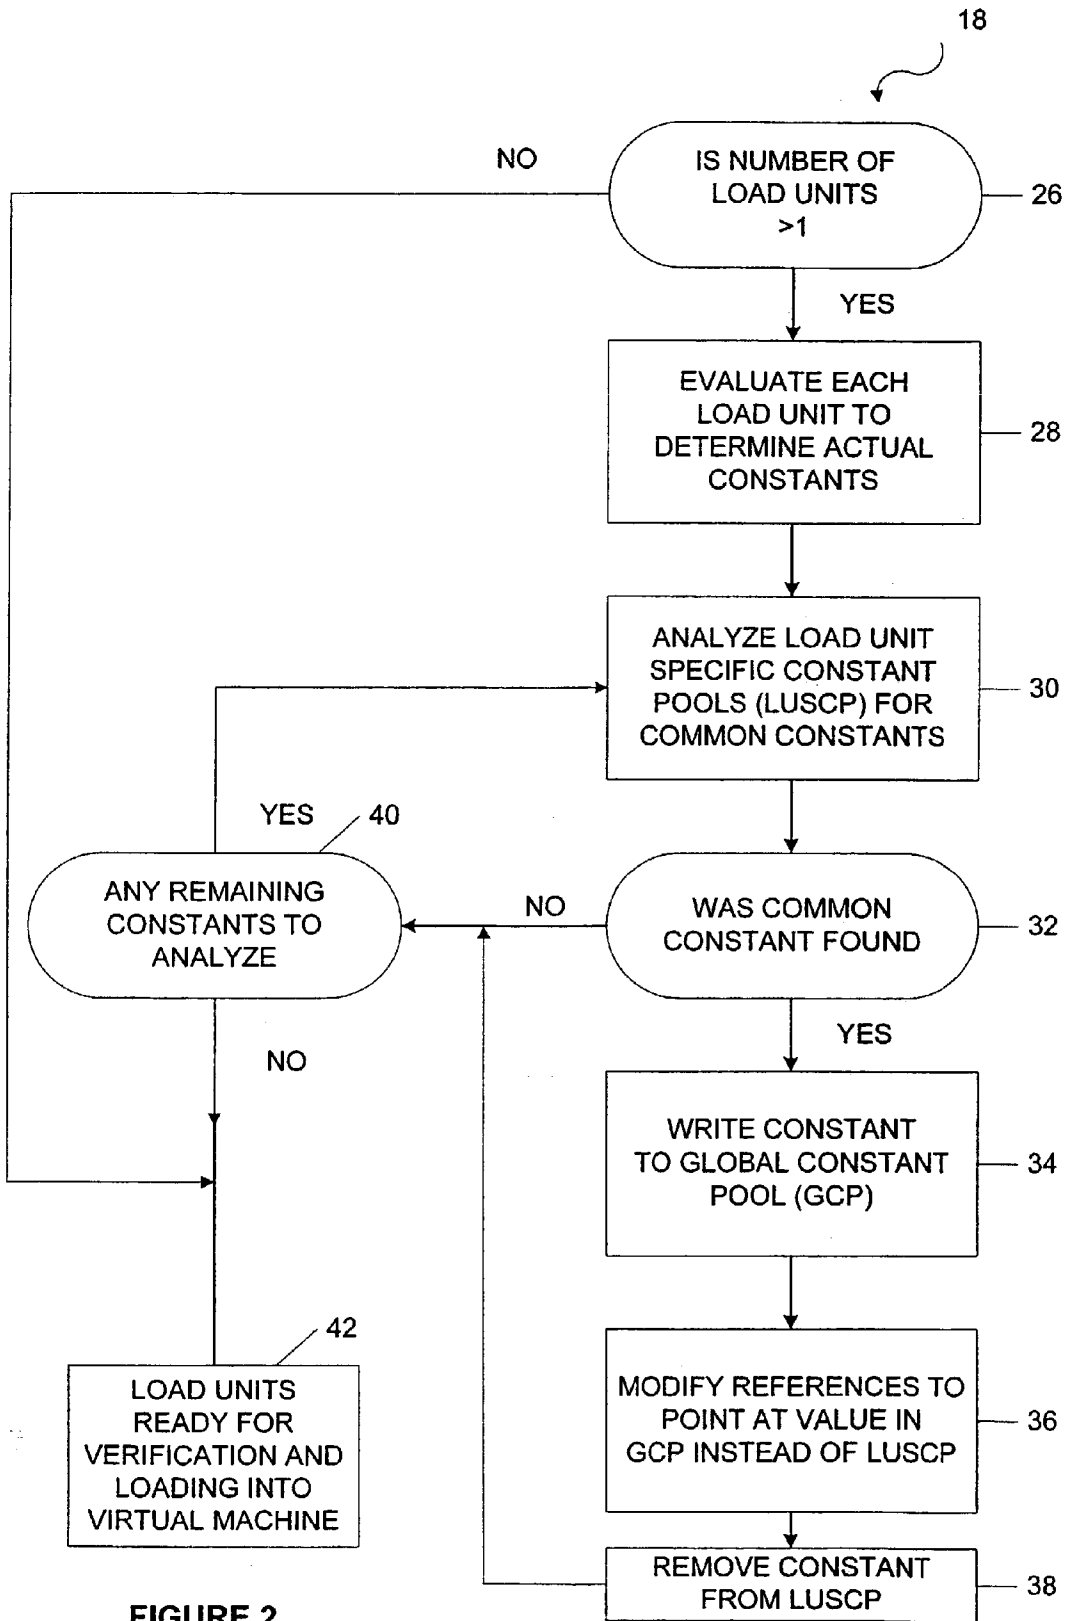 18
NO
IS NUMBER OF
LOAD UNITS
>1
26
YES
EVALUATE EACH
LOAD UNIT TO
DETERMINE ACTUAL
CONSTANTS
28
ANALYZE LOAD UNIT
SPECIFIC CONSTANT
POOLS (LUSCP) FOR
COMMON CONSTANTS
30
YES
40
ANY REMAINING
CONSTANTS TO
ANALYZE
NO
WAS COMMON
CONSTANT FOUND
32
YES
NO
WRITE CONSTANT
TO GLOBAL CONSTANT
POOL (GCP)
34
42
LOAD UNITS
READY FOR
VERIFICATION AND
LOADING INTO
VIRTUAL MACHINE
MODIFY REFERENCES TO
POINT AT VALUE IN
GCP INSTEAD OF LUSCP
36
REMOVE CONSTANT
FROM LUSCP
38
FIGURE 2